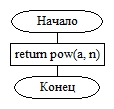 Начало
return pow(a, n)
Конец